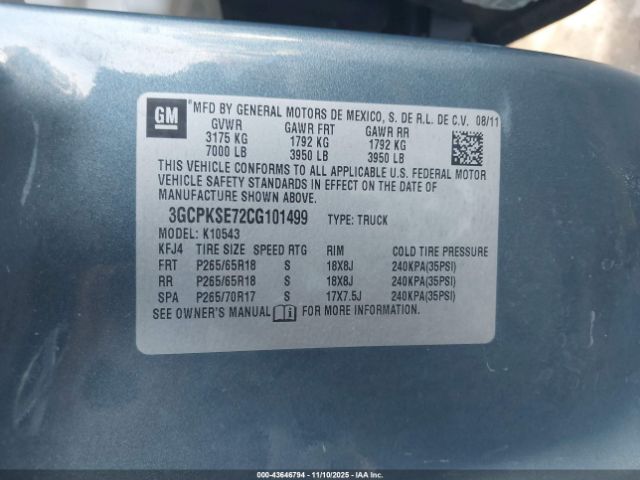 GM
MFD BY GENERAL MOTORS DE MEXICO, S. DE R.L. DE C.V. 08/11
GVWR GAWR FRT GAWR RR
3175 KG 1792 KG 1792 KG
7000 LB 3950 LB 3950 LB
THIS VEHICLE CONFORMS TO ALL APPLICABLE U.S. FEDERAL MOTOR
VEHICLE SAFETY STANDARDS IN EFFECT ON THE DATE OF
MANUFACTURE SHOWN ABOVE.
3GCPKSE72CG101499 TYPE: TRUCK
MODEL: K10543
KFJ4 TIRE SIZE SPEED RTG RIM COLD TIRE PRESSURE
FRT P265/65R18 S 18X8J 240KPA(35PSI)
RR P265/65R18 S 18X8J 240KPA(35PSI)
SPA P265/70R17 S 17X7.5J 240KPA(35PSI)
SEE OWNER'S MANUAL i FOR MORE INFORMATION.
IAA STOCK: 43646794 — 11/10/2025 — IAAI.COM